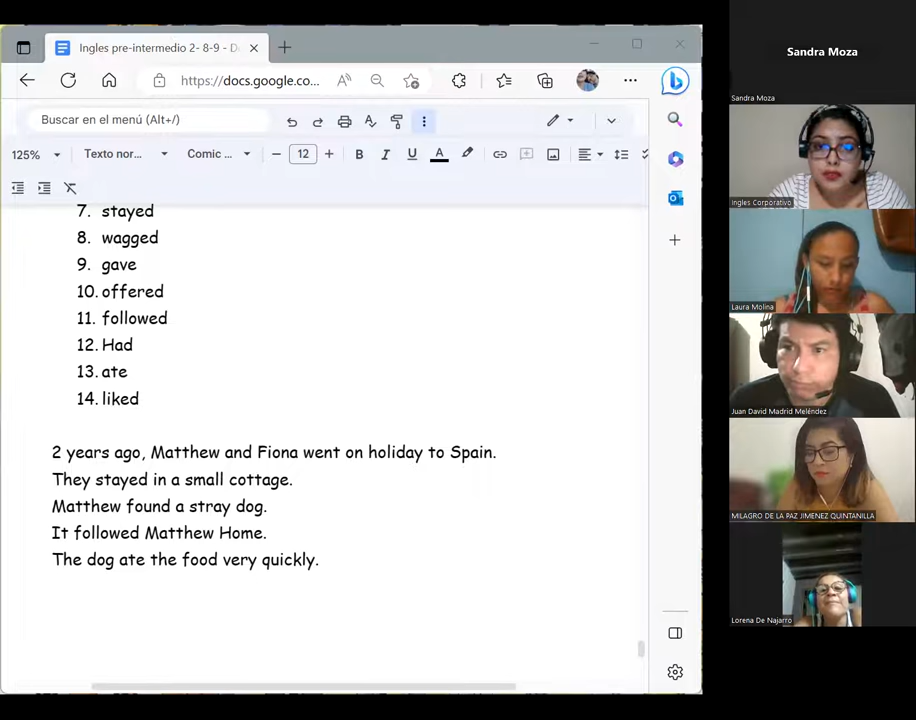 Ingles pre-intermedio 2- 8-9 - D
https://docs.google.co...
Buscar en el menú (Alt+/)
125%
Texto nor...
Comic ...
12
B
I
U
A
7. stayed
8. wagged
9. gave
10. offered
11. followed
12. Had
13. ate
14. liked
2 years ago, Matthew and Fiona went on holiday to Spain.
They stayed in a small cottage.
Matthew found a stray dog.
It followed Matthew Home.
The dog ate the food very quickly.
Sandra Moza
Sandra Moza
Ingles Corporativo
Laura Molina
Juan David Madrid Meléndez
MILAGRO DE LA PAZ JIMENEZ QUINTANILLA
Lorena De Najarro